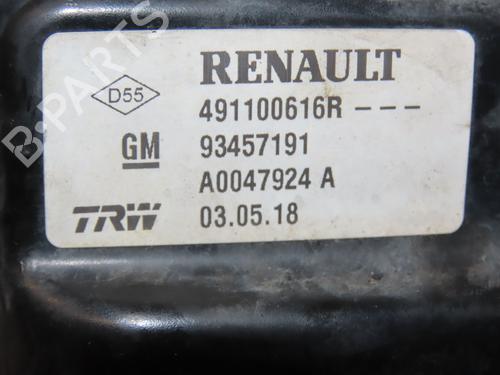 B-PARTS
RENAULT
D55
491100616R ---
GM
93457191
A0047924 A
TRW
03.05.18